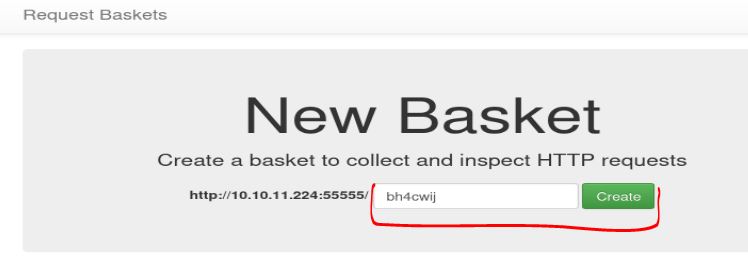 Request Baskets
New Basket
Create a basket to collect and inspect HTTP requests
http://10.10.11.224:55555/ bh4cwij Create